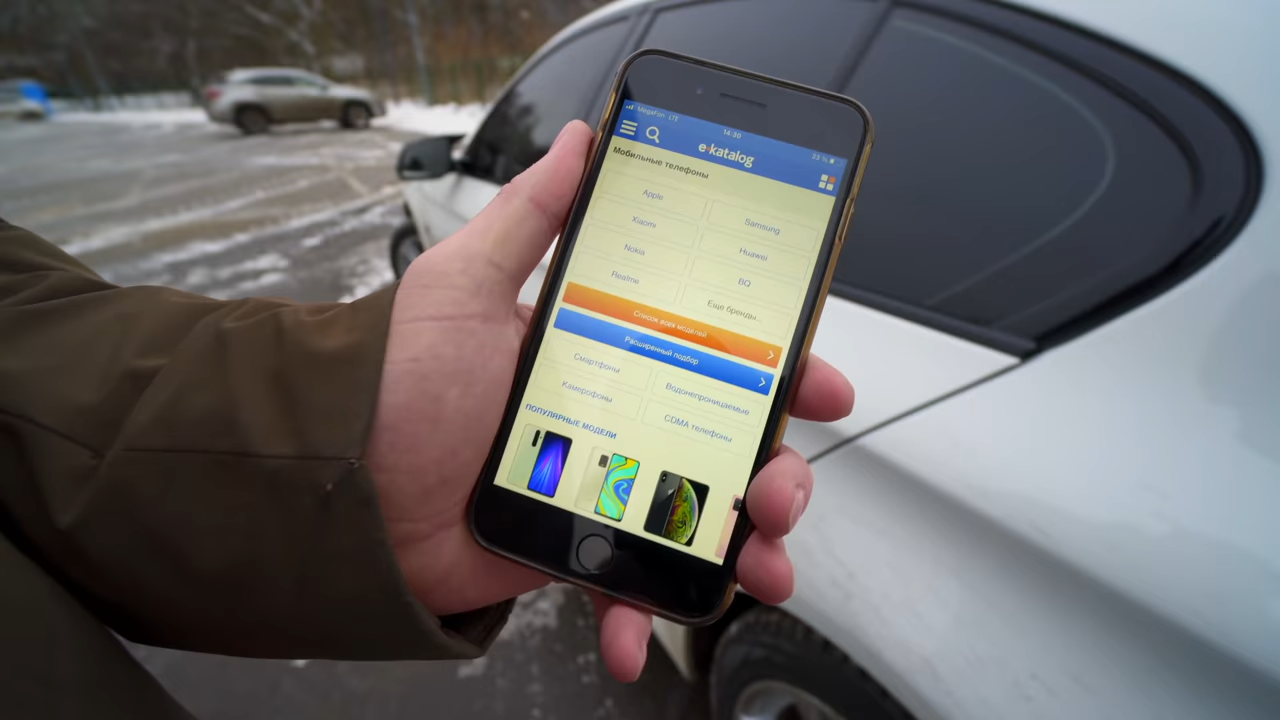 MegaFon LTE
14:30
33 %
e-katalog
Мобильные телефоны
Apple
Samsung
Xiaomi
Huawei
Nokia
BQ
Realme
Еще бренды...
Список всех моделей
Расширенный подбор
Смартфоны
Водонепроницаемые
Камерофоны
CDMA телефоны
ПОПУЛЯРНЫЕ МОДЕЛИ